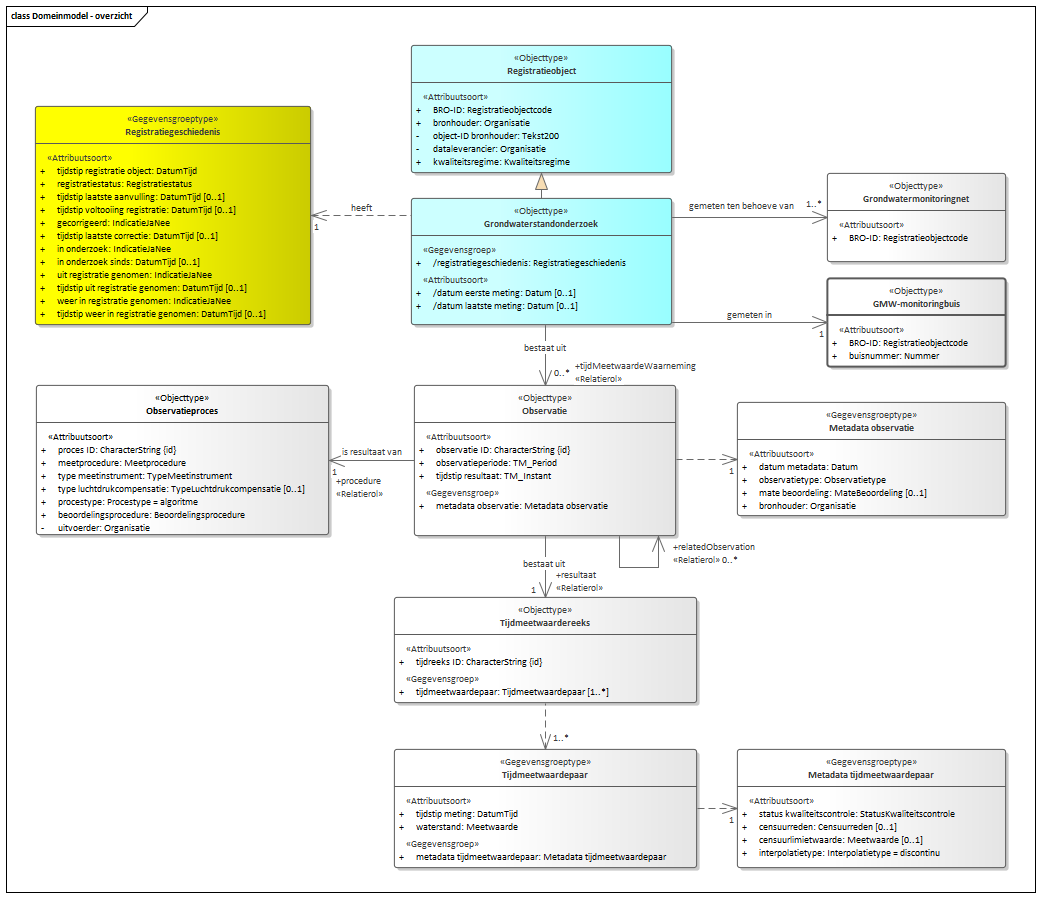 class Domeinmodel - overzicht
«Objecttype»
Registratieobject
«Attribuutsoort»
+ BRO-ID: Registratieobjectcode
+ bronhouder: Organisatie
- object-ID bronhouder: Tekst200
- dataleverancier: Organisatie
+ kwaliteitsregime: Kwaliteitsregime
«Gegevensgroeptype»
Registratiegeschiedenis
«Attribuutsoort»
+ tijdstip registratie object: DatumTijd
+ registratiestatus: Registratiestatus
+ tijdstip laatste aanvulling: DatumTijd [0..1]
+ tijdstip voltooiing registratie: DatumTijd [0..1]
+ gecorrigeerd: IndicatieJaNee
+ tijdstip laatste correctie: DatumTijd [0..1]
+ in onderzoek: IndicatieJaNee
+ in onderzoek sinds: DatumTijd [0..1]
+ uit registratie genomen: IndicatieJaNee
+ tijdstip uit registratie genomen: DatumTijd [0..1]
+ weer in registratie genomen: IndicatieJaNee
+ tijdstip weer in registratie genomen: DatumTijd [0..1]
heeft
1
«Objecttype»
Grondwaterstandonderzoek
«Gegevensgroep»
+ /registratiegeschiedenis: Registratiegeschiedenis
«Attribuutsoort»
+ /datum eerste meting: Datum [0..1]
+ /datum laatste meting: Datum [0..1]
gemeten ten behoeve van
1..*
«Objecttype»
Grondwatermonitoringnet
«Attribuutsoort»
+ BRO-ID: Registratieobjectcode
gemeten in
1
«Objecttype»
GMW-monitoringbuis
«Attribuutsoort»
+ BRO-ID: Registratieobjectcode
+ buisnummer: Nummer
bestaat uit
0..*
+tijdMeetwaardeWaarneming
«Relatierol»
«Objecttype»
Observatieproces
«Attribuutsoort»
+ proces ID: CharacterString {id}
+ meetprocedure: Meetprocedure
+ type meetinstrument: TypeMeetinstrument
+ type luchtdrukcompensatie: TypeLuchtdrukcompensatie [0..1]
+ procestype: Procestype = algoritme
+ beoordelingsprocedure: Beoordelingsprocedure
- uitvoerder: Organisatie
is resultaat van
1
+procedure
«Relatierol»
«Objecttype»
Observatie
«Attribuutsoort»
+ observatie ID: CharacterString {id}
+ observatieperiode: TM_Period
+ tijdstip resultaat: TM_Instant
«Gegevensgroep»
+ metadata observatie: Metadata observatie
1
«Gegevensgroeptype»
Metadata observatie
«Attribuutsoort»
+ datum metadata: Datum
+ observatietype: Observatietype
+ mate beoordeling: MateBeoordeling [0..1]
+ bronhouder: Organisatie
+relatedObservation
«Relatierol» 0..*
bestaat uit
+resultaat
1 «Relatierol»
«Objecttype»
Tijdmeetwaardereeks
«Attribuutsoort»
+ tijdreeks ID: CharacterString {id}
«Gegevensgroep»
+ tijdmeetwaardepaar: Tijdmeetwaardepaar [1..*]
1..*
«Gegevensgroeptype»
Tijdmeetwaardepaar
«Attribuutsoort»
+ tijdstip meting: DatumTijd
+ waterstand: Meetwaarde
«Gegevensgroep»
+ metadata tijdmeetwaardepaar: Metadata tijdmeetwaardepaar
1
«Gegevensgroeptype»
Metadata tijdmeetwaardepaar
«Attribuutsoort»
+ status kwaliteitscontrole: StatusKwaliteitscontrole
+ censuurreden: Censuurreden [0..1]
+ censuurlimietwaarde: Meetwaarde [0..1]
+ interpolatietype: Interpolatietype = discontinu